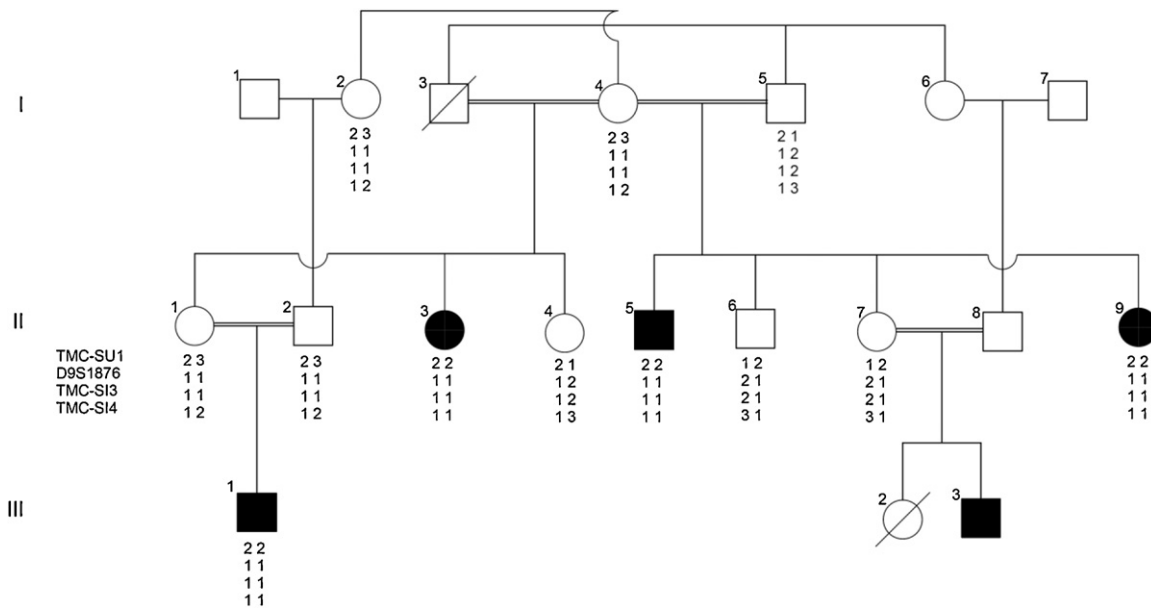 1 2 3 4 5 6 7
I
2 3 2 3 2 1
1 1 1 1 1 2
1 1 1 1 1 2
1 2 1 2 1 3
1 2 3 4 5 6 7 8 9
II
TMC-SU1 2 3 2 3 2 2 2 1 2 2 1 2 1 2 2 2
D9S1876 1 1 1 1 1 1 1 2 1 1 2 1 2 1 1 1
TMC-SI3 1 1 1 1 1 1 1 2 1 1 2 1 2 1 1 1
TMC-SI4 1 2 1 2 1 1 1 3 1 1 3 1 3 1 1 1
1 2 3
III
2 2
1 1
1 1
1 1